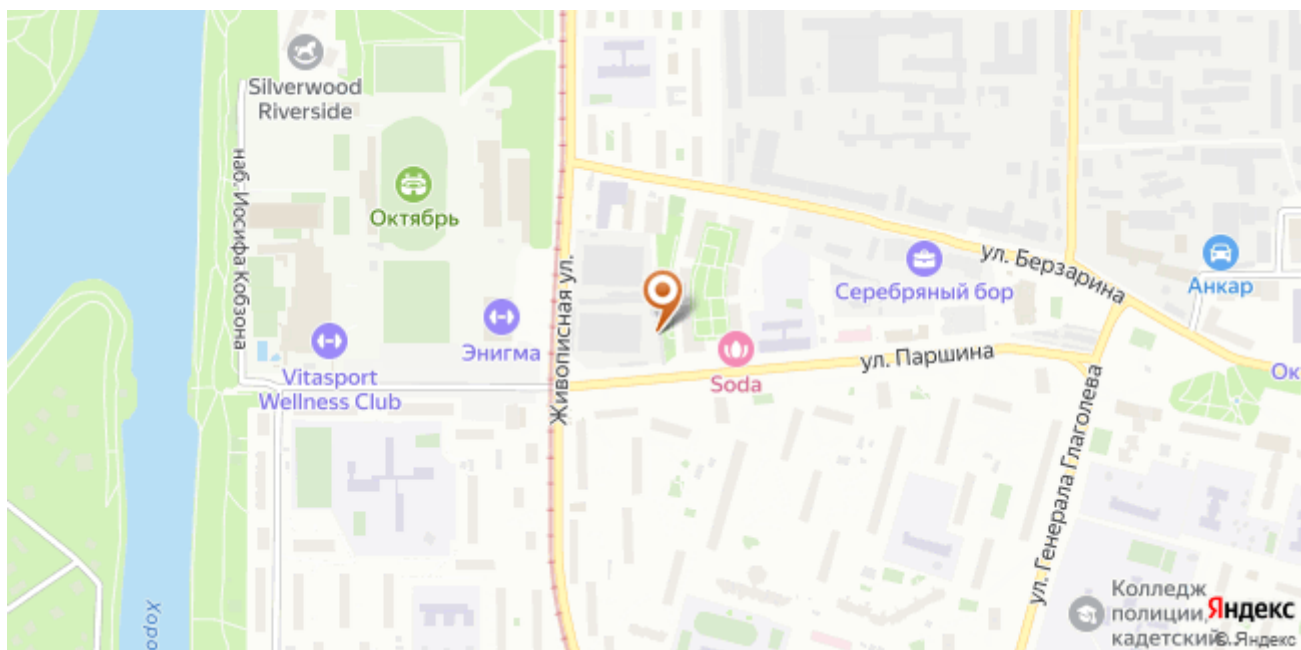 Silverwood
Riverside
наб. Иосифа Кобзона
Октябрь
Живописная ул.
ул. Берзарина
Серебряный бор
Анкар
Энигма
Vitasport
Wellness Club
Soda
ул. Паршина
Ок
ул. Генерала Глаголева
Хоро
Колледж
полиции,
кадетский...
Яндекс
© Яндекс